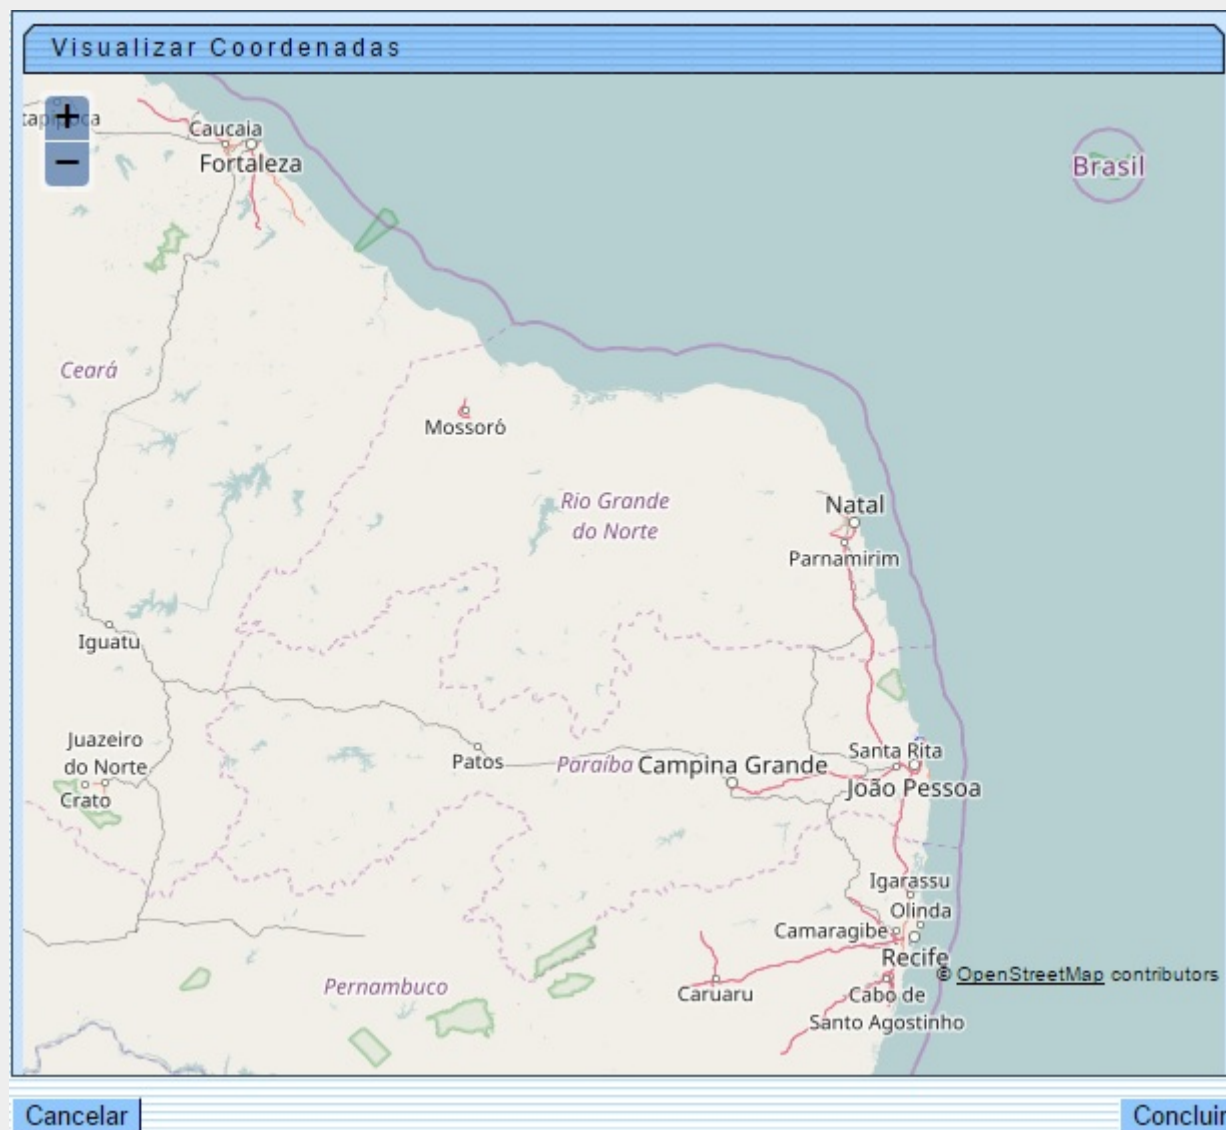 Visualizar Coordenadas
+
−
Caucaia
Fortaleza
Brasil
Ceará
Mossoró
Rio Grande
do Norte
Natal
Parnamirim
Iguatu
Juazeiro
do Norte
Crato
Patos
Paraíba
Campina Grande
Santa Rita
João Pessoa
Igarassu
Olinda
Camaragibe
Recife
© OpenStreetMap contributors
Pernambuco
Caruaru
Cabo de
Santo Agostinho
Cancelar
Concluir